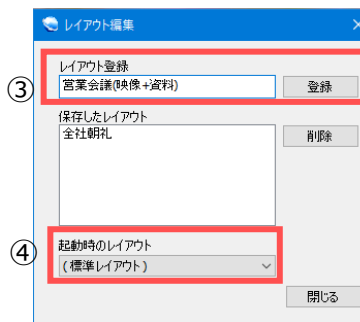 レイアウト編集
③
レイアウト登録
営業会議(映像+資料)
登録
保存したレイアウト
全社朝礼
削除
④
起動時のレイアウト
(標準レイアウト)
閉じる